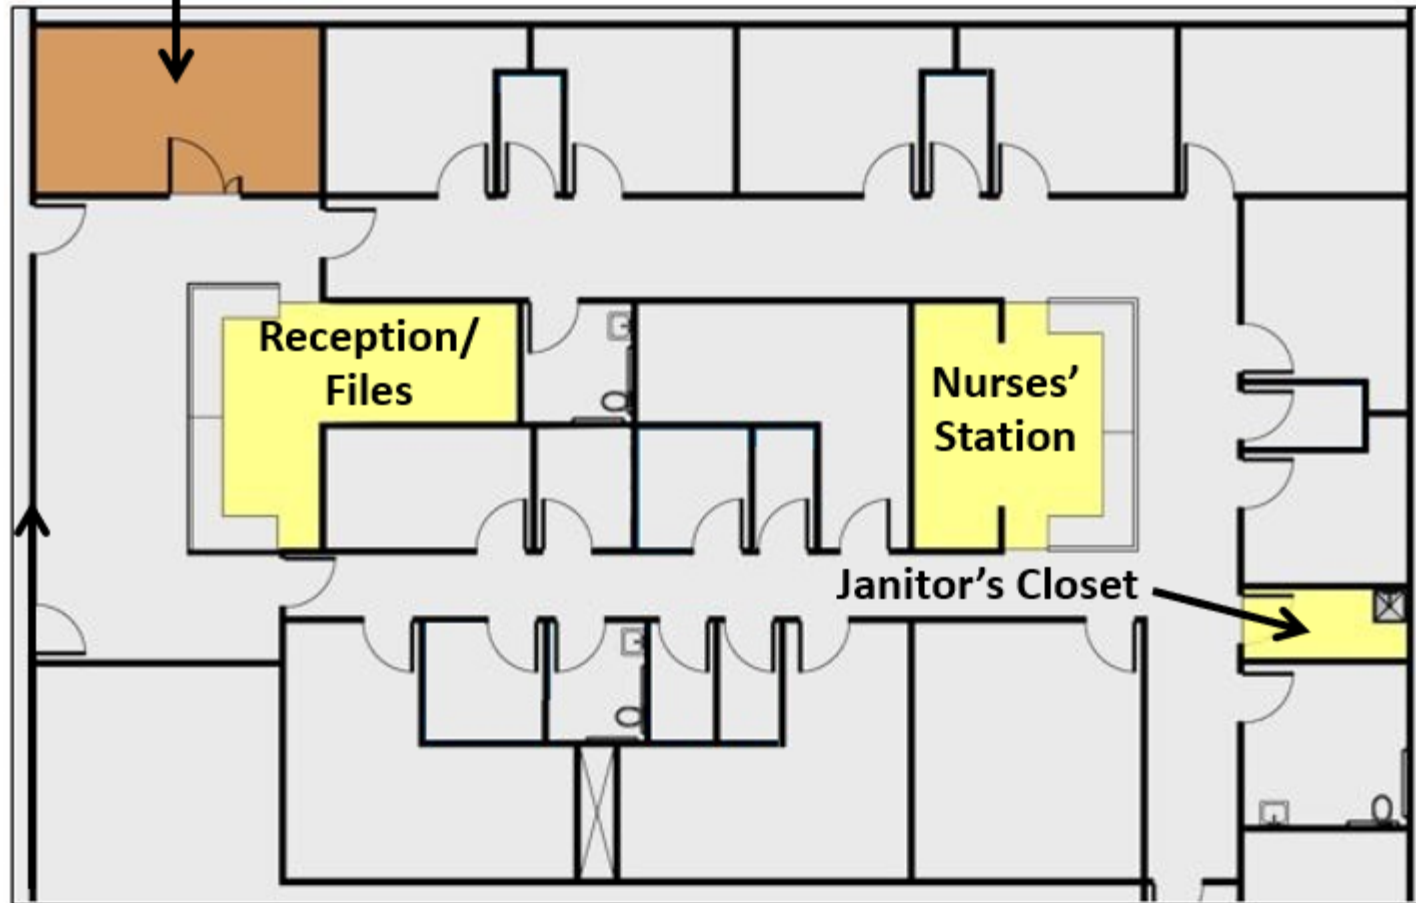 Reception/
Files
Nurses’
Station
Janitor’s Closet